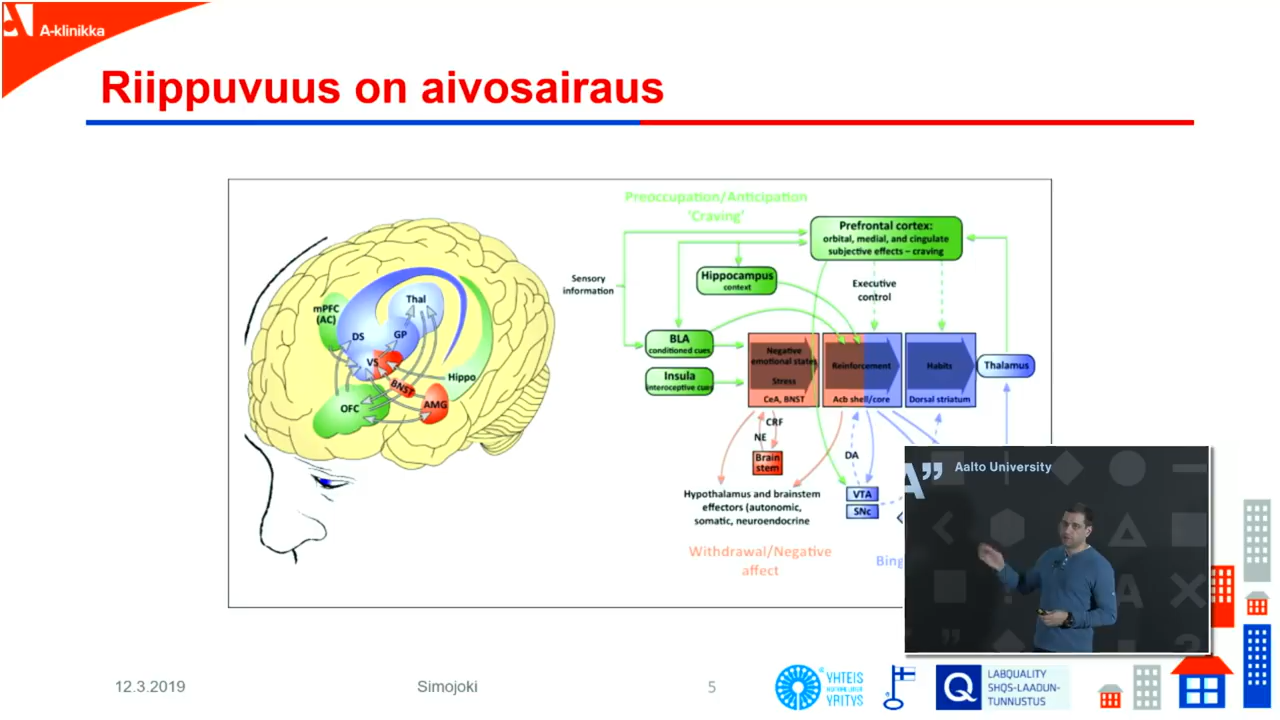 A-klinikka
Riippuvuus on aivosairaus
Preoccupation/Anticipation
'Craving'
Prefrontal cortex:
orbital, medial, and cingulate
subjective effects – craving
Sensory
information
Hippocampus
context
Executive
control
BLA
conditioned cues
Insula
interoceptive cues
Negative
emotional states
Stress
CeA, BNST
Reinforcement
Acb shell/core
Habits
Dorsal striatum
Thalamus
CRF
NE
Brain
stem
DA
VTA
SNc
Hypothalamus and brainstem
effectors (autonomic,
somatic, neuroendocrine
Withdrawal/Negative
affect
Bing
mPFC
(AC)
Thal
DS
GP
VS
BNST
Hippo
OFC
AMG
A”
Aalto University
12.3.2019
Simojoki
5
YHTEIS
YRITYS
Q
LABQUALITY
SHQS-LAADUN-
TUNNUSTUS